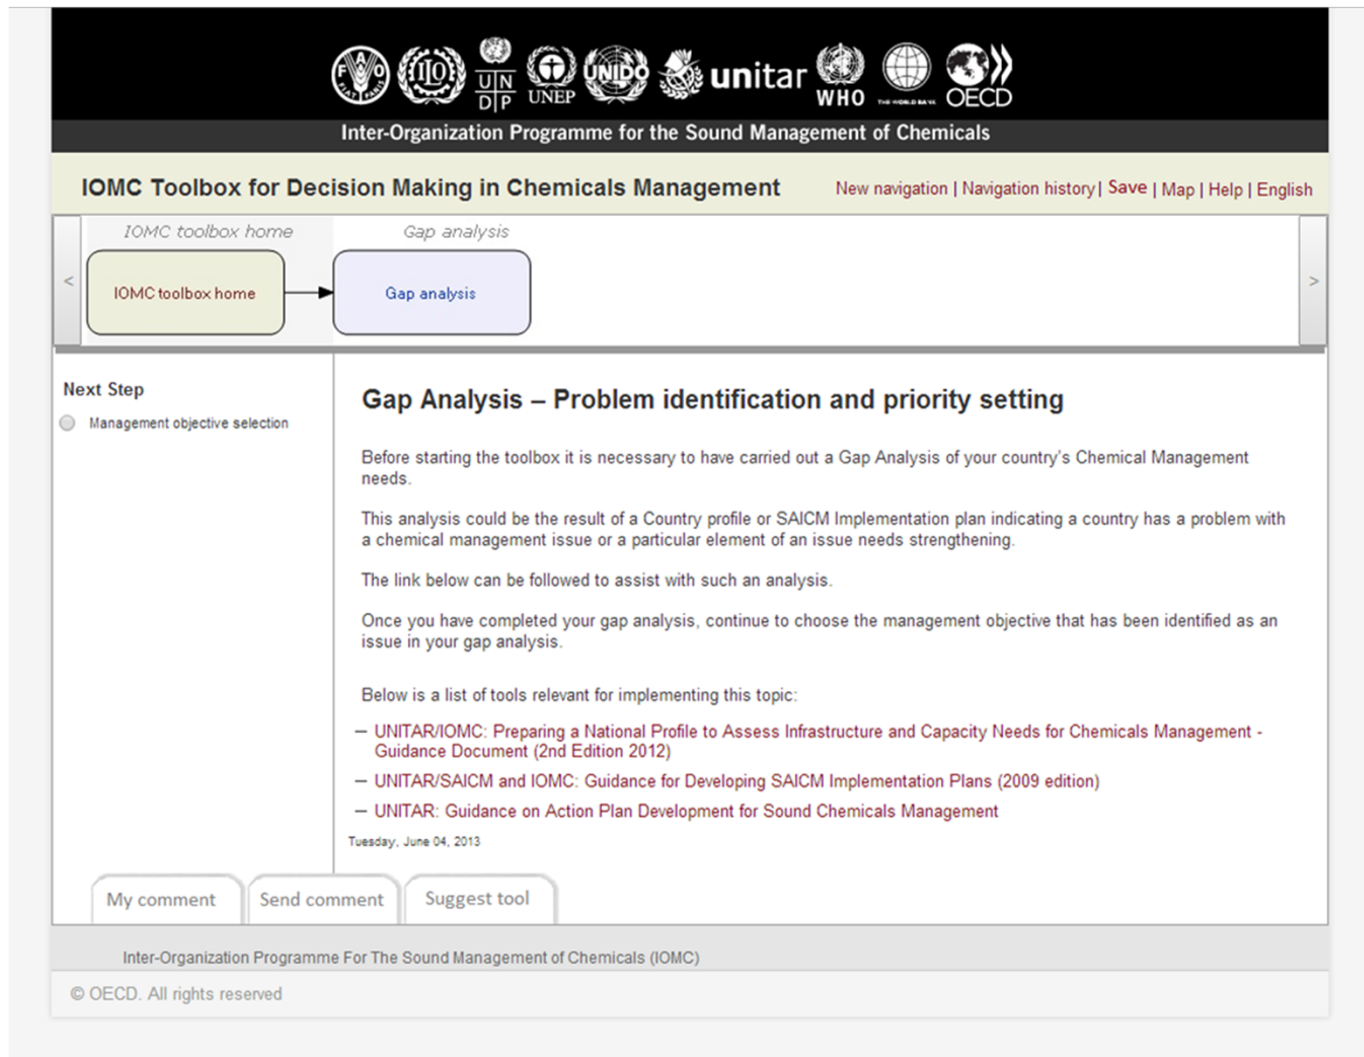 FAO
FIAT PANIS
ILO
UN
DP
UNEP
UNIDO
unitar
WHO
THE WORLD BANK
OECD
Inter-Organization Programme for the Sound Management of Chemicals
IOMC Toolbox for Decision Making in Chemicals Management
New navigation | Navigation history| Save | Map | Help | English
IOMC toolbox home
Gap analysis
<
IOMC toolbox home
Gap analysis
>
Next Step
Management objective selection
Gap Analysis – Problem identification and priority setting
Before starting the toolbox it is necessary to have carried out a Gap Analysis of your country's Chemical Management
needs.
This analysis could be the result of a Country profile or SAICM Implementation plan indicating a country has a problem with
a chemical management issue or a particular element of an issue needs strengthening.
The link below can be followed to assist with such an analysis.
Once you have completed your gap analysis, continue to choose the management objective that has been identified as an
issue in your gap analysis.
Below is a list of tools relevant for implementing this topic:
– UNITAR/IOMC: Preparing a National Profile to Assess Infrastructure and Capacity Needs for Chemicals Management -
Guidance Document (2nd Edition 2012)
– UNITAR/SAICM and IOMC: Guidance for Developing SAICM Implementation Plans (2009 edition)
– UNITAR: Guidance on Action Plan Development for Sound Chemicals Management
Tuesday, June 04, 2013
My comment
Send comment
Suggest tool
Inter-Organization Programme For The Sound Management of Chemicals (IOMC)
© OECD. All rights reserved